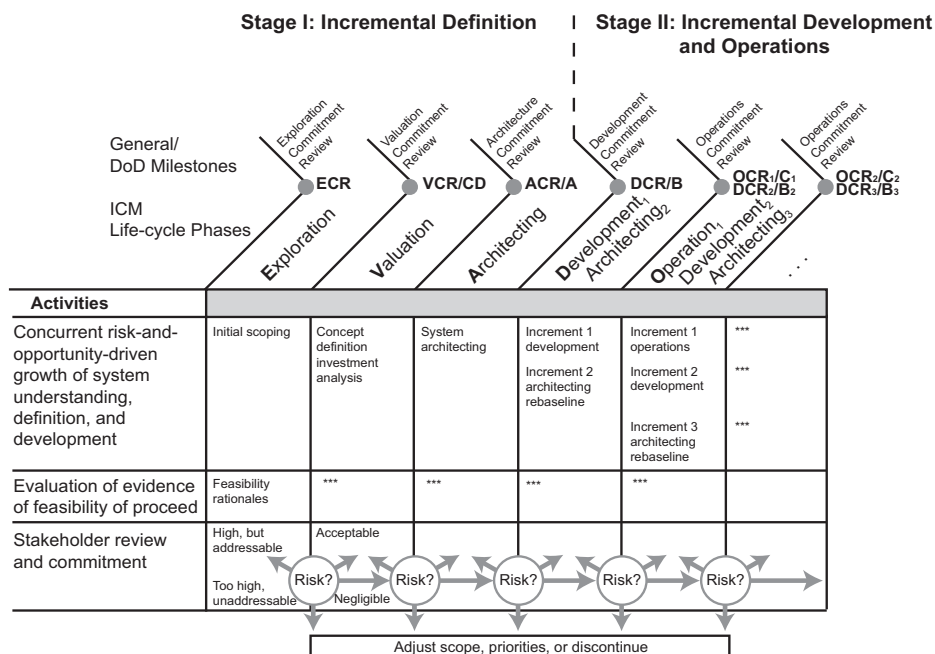 Stage I: Incremental Definition
Stage II: Incremental Development
and Operations
General/
DoD Milestones
Exploration
Commitment
Review
Valuation
Commitment
Review
Architecture
Commitment
Review
Development
Commitment
Review
Operations
Commitment
Review
Operations
Commitment
Review
ECR
VCR/CD
ACR/A
DCR/B
OCR₁/C₁
DCR₂/B₂
OCR₂/C₂
DCR₃/B₃
ICM
Life-cycle Phases
Exploration
Valuation
Architecting
Development₁
Architecting₂
Operation₁
Development₂
Architecting₃
. . .
Activities
Concurrent risk-and-
opportunity-driven
growth of system
understanding,
definition, and
development
Initial scoping
Concept
definition
investment
analysis
System
architecting
Increment 1
development
Increment 2
architecting
rebaseline
Increment 1
operations
Increment 2
development
Increment 3
architecting
rebaseline
***
***
***
Evaluation of evidence
of feasibility of proceed
Feasibility
rationales
***
***
***
***
Stakeholder review
and commitment
High, but
addressable
Acceptable
Too high,
unaddressable
Negligible
Risk?
Risk?
Risk?
Risk?
Risk?
Adjust scope, priorities, or discontinue